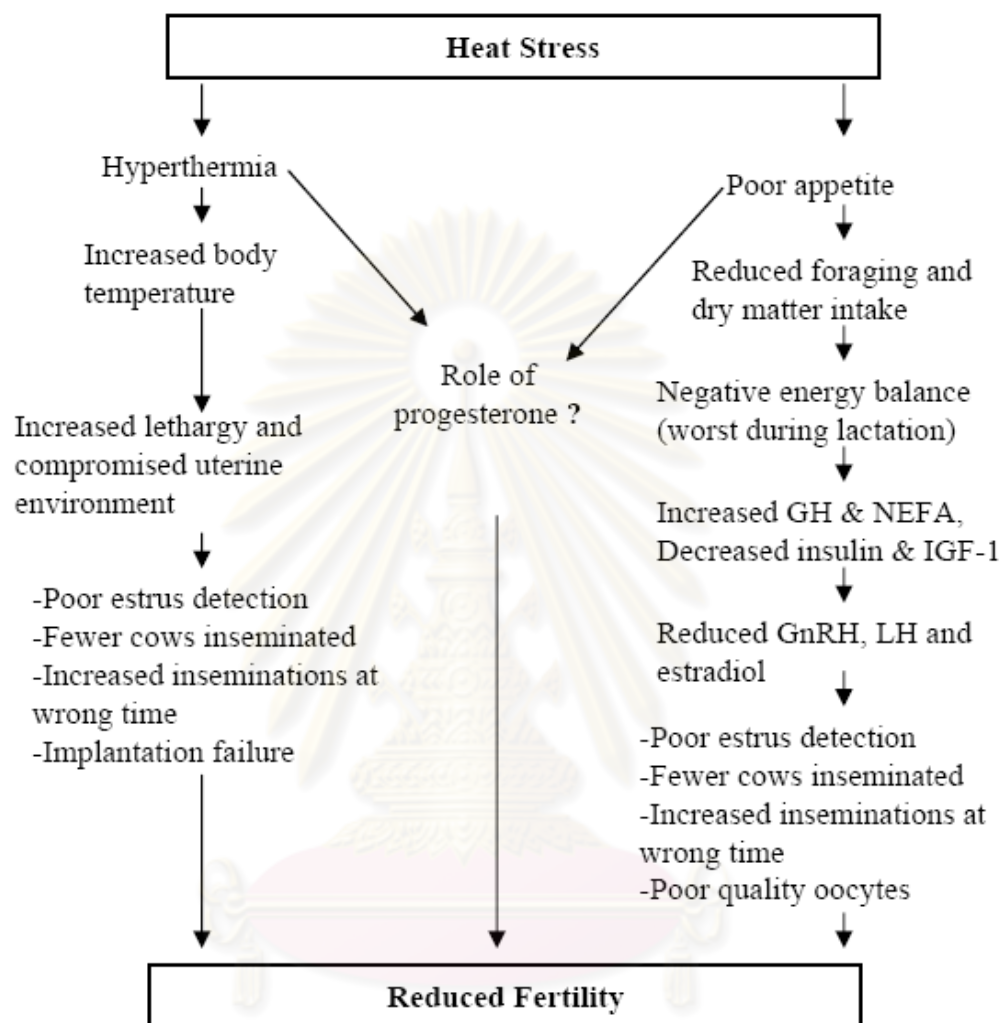 Heat Stress
Hyperthermia
Increased body
temperature
Increased lethargy and
compromised uterine
environment
-Poor estrus detection
-Fewer cows inseminated
-Increased inseminations at
wrong time
-Implantation failure
Role of
progesterone ?
Poor appetite
Reduced foraging and
dry matter intake
Negative energy balance
(worst during lactation)
Increased GH & NEFA,
Decreased insulin & IGF-1
Reduced GnRH, LH and
estradiol
-Poor estrus detection
-Fewer cows inseminated
-Increased inseminations at
wrong time
-Poor quality oocytes
Reduced Fertility